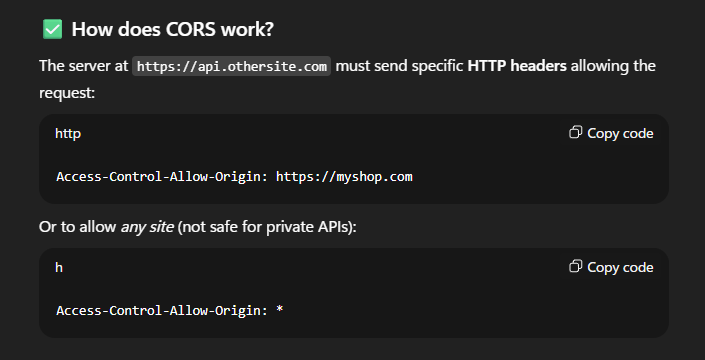 ✅ How does CORS work?
The server at https://api.othersite.com must send specific HTTP headers allowing the
request:
http Copy code
Access-Control-Allow-Origin: https://myshop.com
Or to allow any site (not safe for private APIs):
h Copy code
Access-Control-Allow-Origin: *